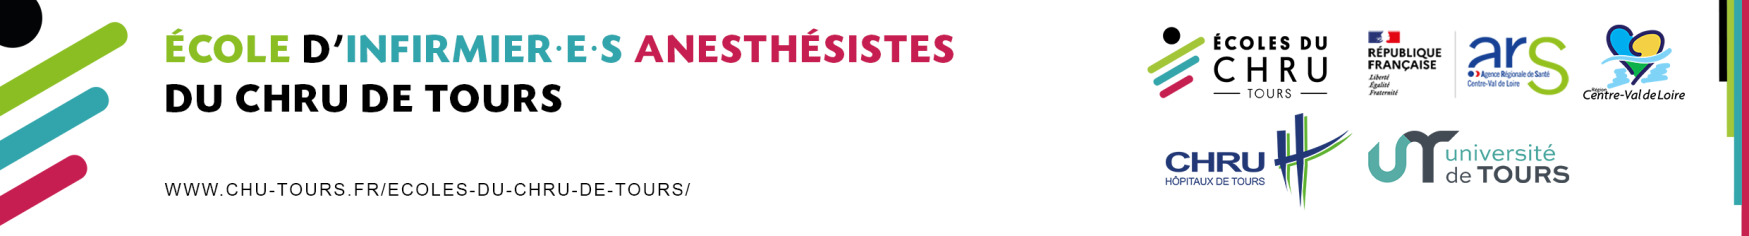 ÉCOLE D'INFIRMIER·E·S ANESTHÉSISTES
DU CHRU DE TOURS
WWW.CHU-TOURS.FR/ECOLES-DU-CHRU-DE-TOURS/
ÉCOLES DU
CHRU
TOURS
RÉPUBLIQUE
FRANÇAISE
Liberté
Égalité
Fraternité
ars
Agence Régionale de Santé
Centre-Val de Loire
Région
Centre-Val de Loire
CHRU
HÔPITAUX DE TOURS
UT
université
de TOURS